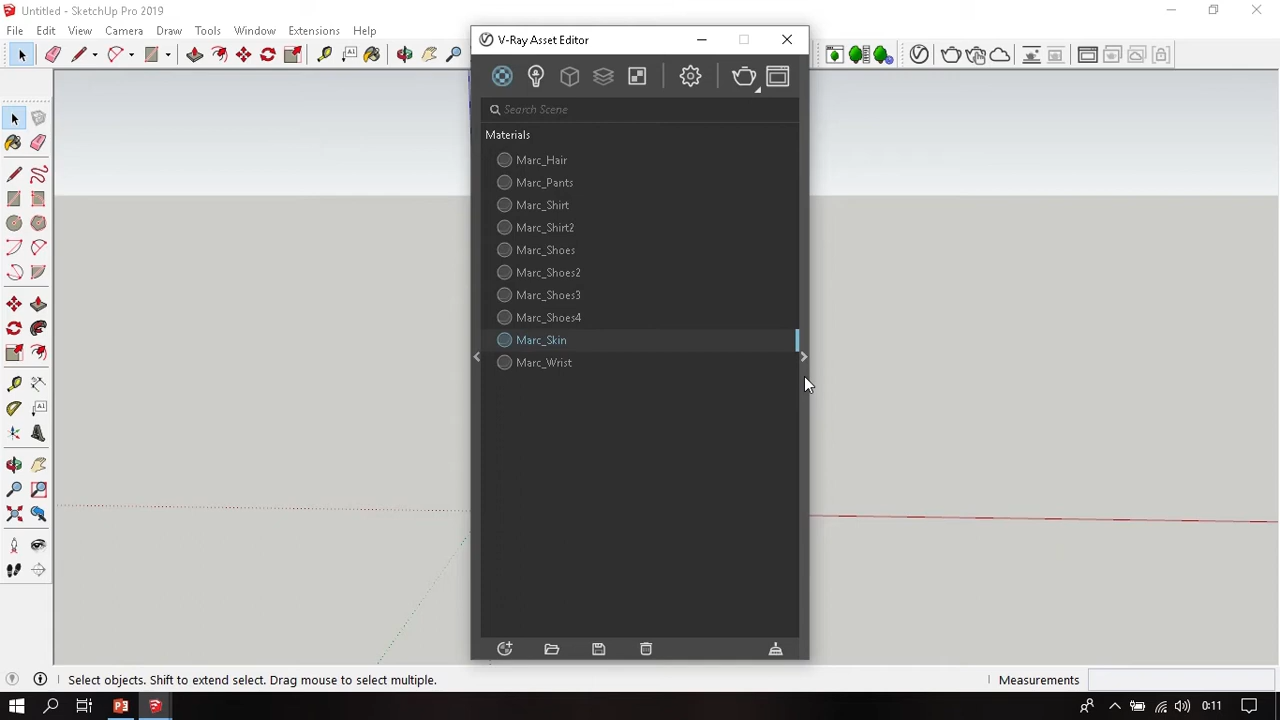 Untitled - SketchUp Pro 2019
File Edit View Camera Draw Tools Window Extensions Help
V-Ray Asset Editor
Search Scene
Materials
Marc_Hair
Marc_Pants
Marc_Shirt
Marc_Shirt2
Marc_Shoes
Marc_Shoes2
Marc_Shoes3
Marc_Shoes4
Marc_Skin
Marc_Wrist
Select objects. Shift to extend select. Drag mouse to select multiple.
Measurements
0:11